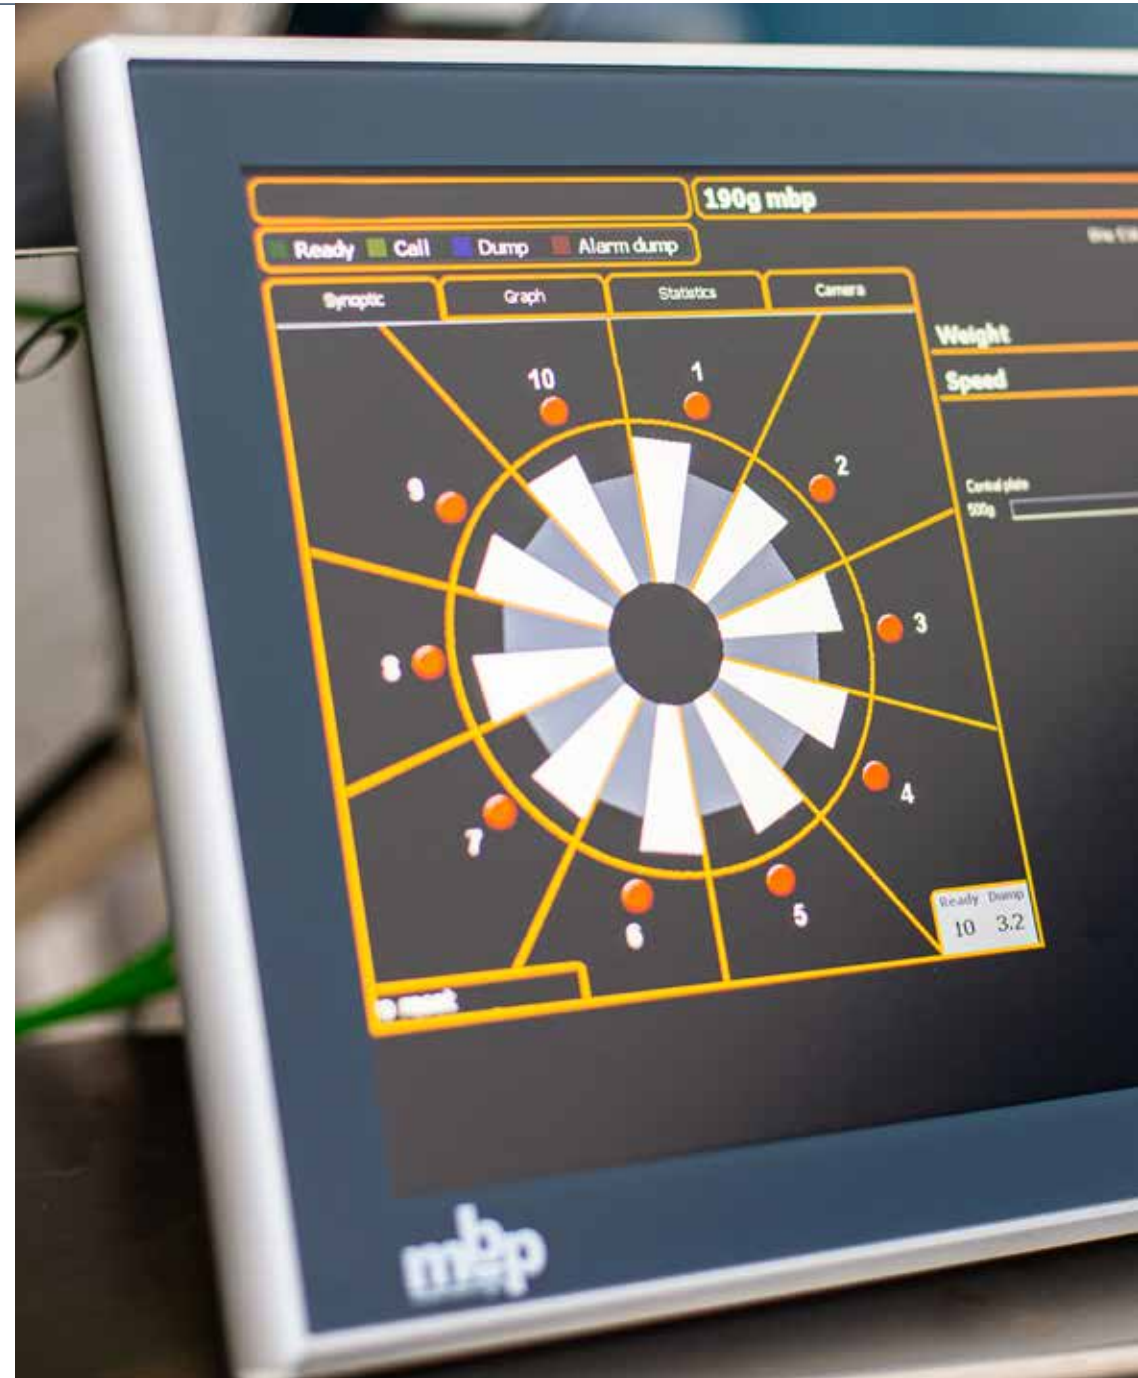 190g mbp
Ready Call Dump Alarm dump
Synoptic Graph Statistics Camera
Weight
Speed
10
1
9
2
Central plate
500g
8
3
7
4
6
5
Ready Dump
10 3.2
mbp